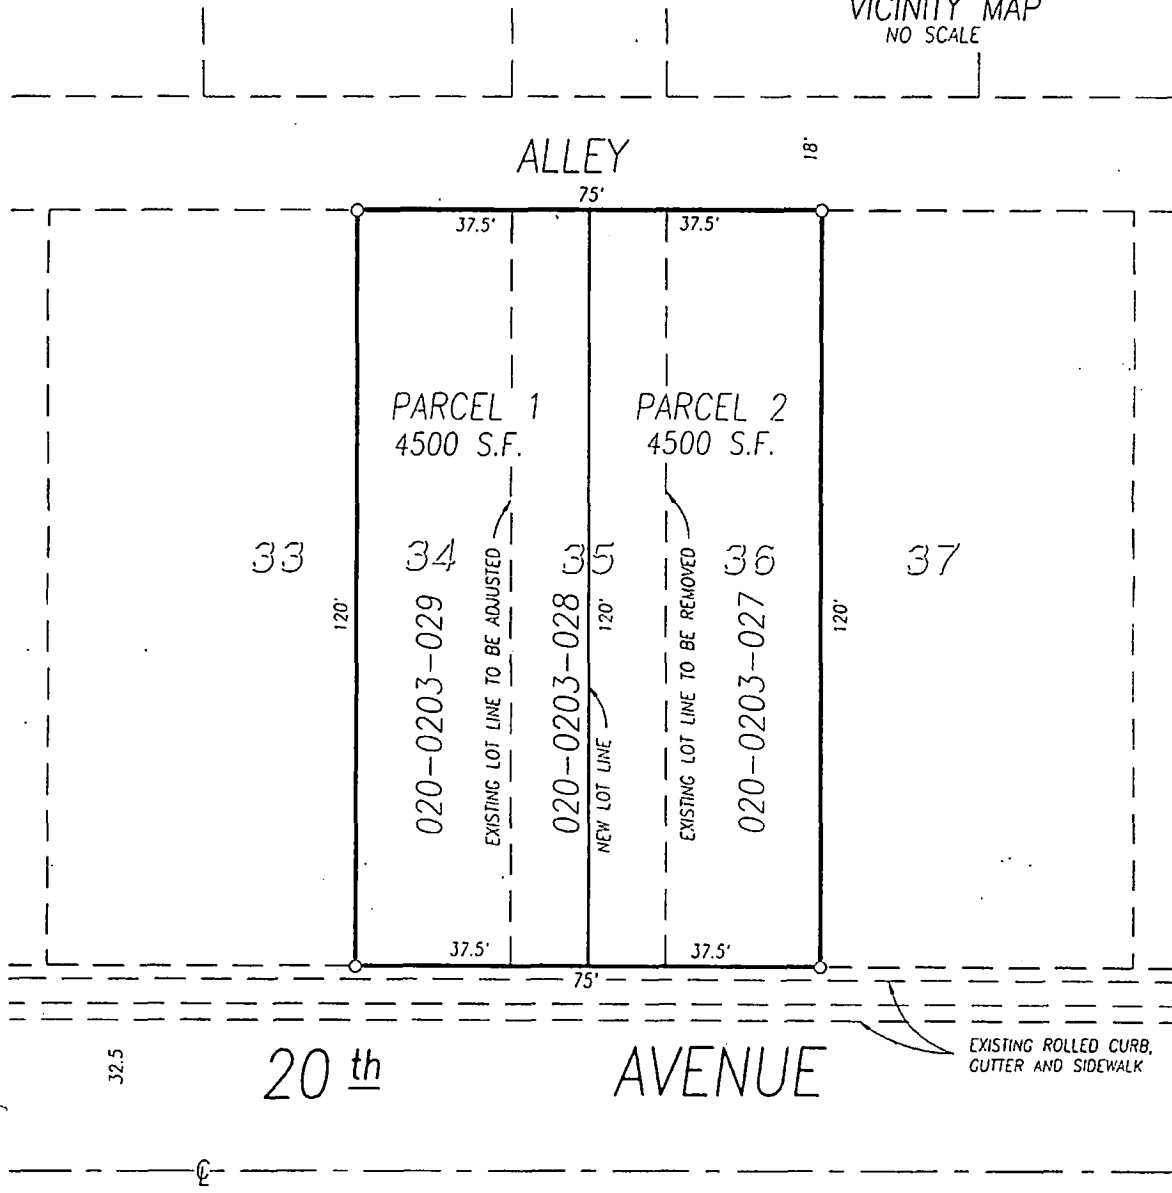 VICINITY MAP
NO SCALE
ALLEY
18'
75'
37.5'
37.5'
PARCEL 1
4500 S.F.
PARCEL 2
4500 S.F.
33
34
35
36
37
120'
020-0203-029
EXISTING LOT LINE TO BE ADJUSTED
020-0203-028
120'
NEW LOT LINE
EXISTING LOT LINE TO BE REMOVED
020-0203-027
120'
37.5'
37.5'
75'
32.5
20 th AVENUE
EXISTING ROLLED CURB,
GUTTER AND SIDEWALK
℄